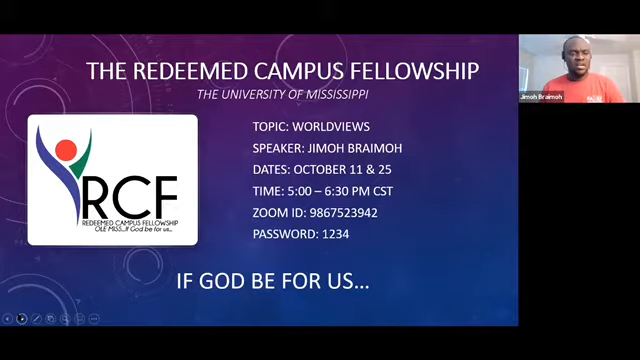 THE REDEEMED CAMPUS FELLOWSHIP
THE UNIVERSITY OF MISSISSIPPI
TOPIC: WORLDVIEWS
SPEAKER: JIMOH BRAIMOH
DATES: OCTOBER 11 & 25
TIME: 5:00 – 6:30 PM CST
ZOOM ID: 9867523942
PASSWORD: 1234
RCF
REDEEMED CAMPUS FELLOWSHIP
OLE MISS...If God be for us...
IF GOD BE FOR US...
Jimoh Braimoh